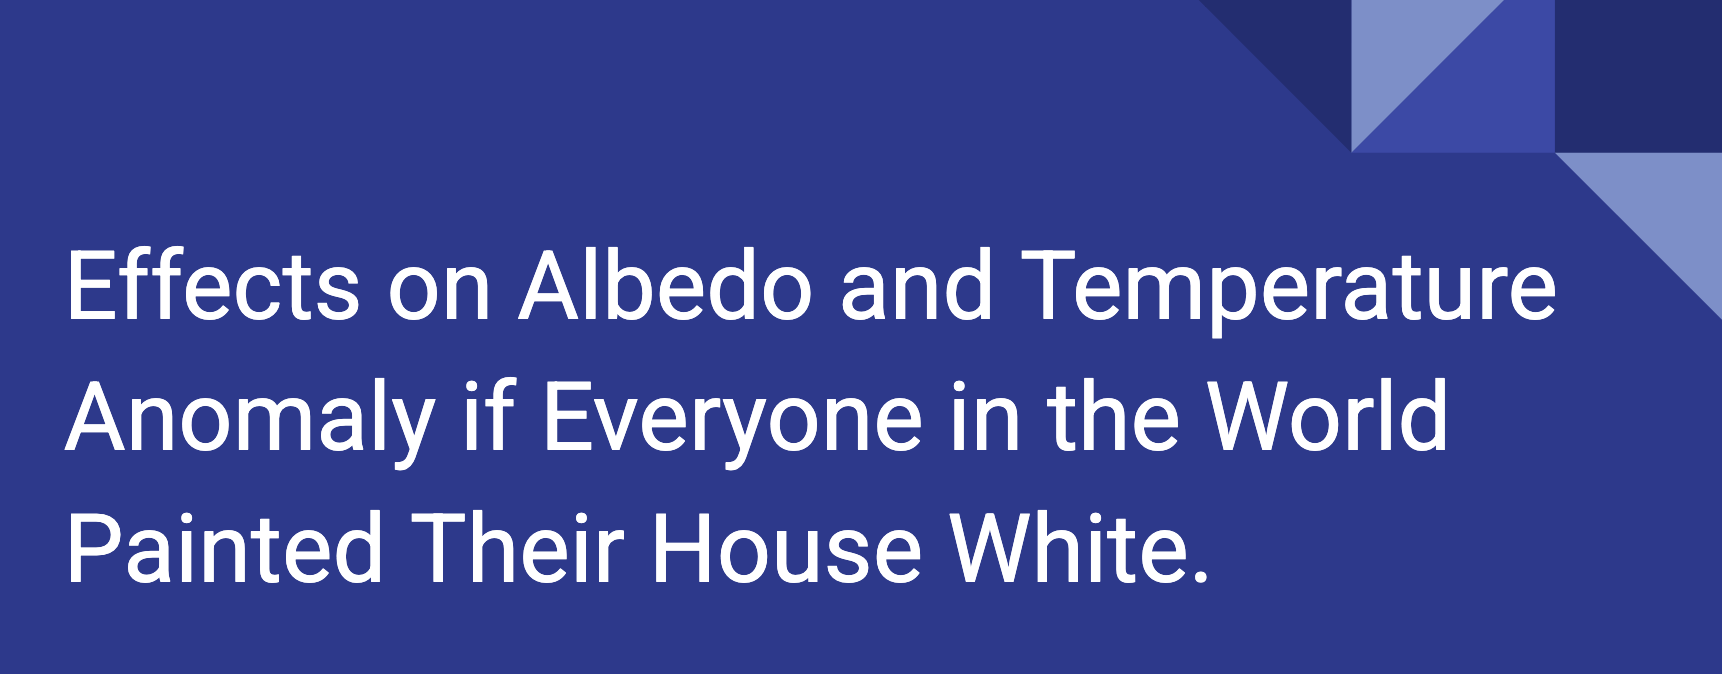 Effects on Albedo and Temperature
Anomaly if Everyone in the World
Painted Their House White.